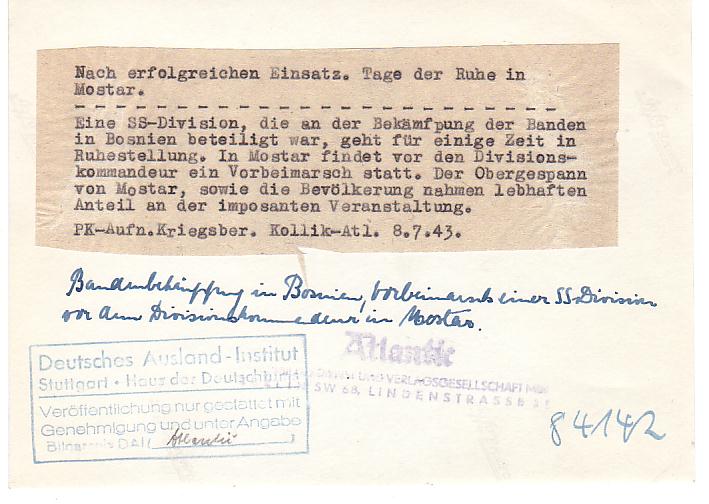 Nach erfolgreichen Einsatz. Tage der Ruhe in
Mostar.
Eine SS-Division, die an der Bekämfpung der Banden
in Bosnien beteiligt war, geht für einige Zeit in
Ruhestellung. In Mostar findet vor den Divisions-
kommandeur ein Vorbeimarsch statt. Der Obergespann
von Mostar, sowie die Bevölkerung nahmen lebhaften
Anteil an der imposanten Veranstaltung.
PK-Aufn.Kriegsber. Kollik-Atl. 8.7.43.
Bandenbekämpfung in Bosnien, Vorbeimarsch einer SS-Division
vor dem Divisionskommandeur in Mostar.
Atlantic
UND VERLAGSGESELLSCHAFT MBH
SW 68, LINDENSTRASSE
Deutsches Ausland-Institut
Stuttgart • Haus des Deutschtums
Veröffentlichung nur gestattet mit
Genehmigung und unter Angabe
Bildarchiv DAI (Atlantic)
84142